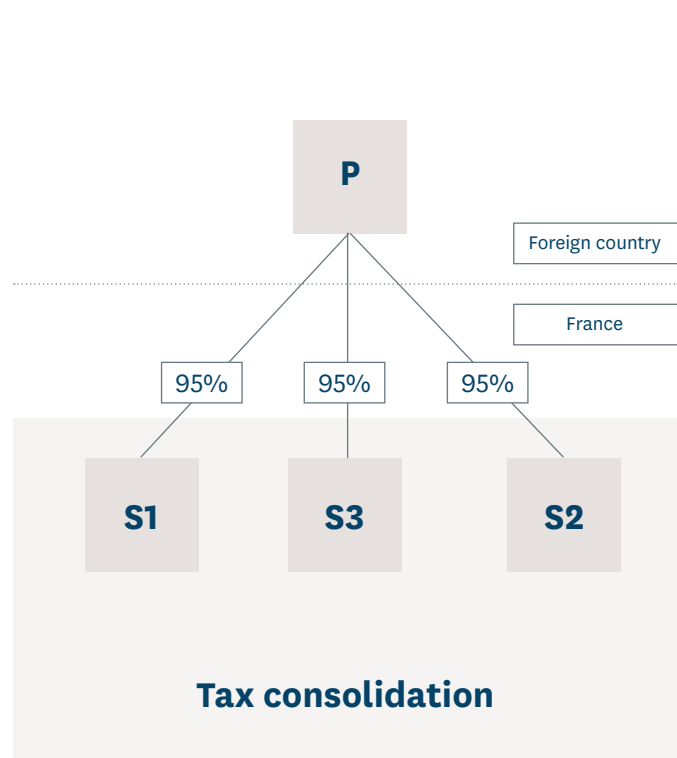 P
Foreign country
France
95%
95%
95%
S1
S3
S2
Tax consolidation